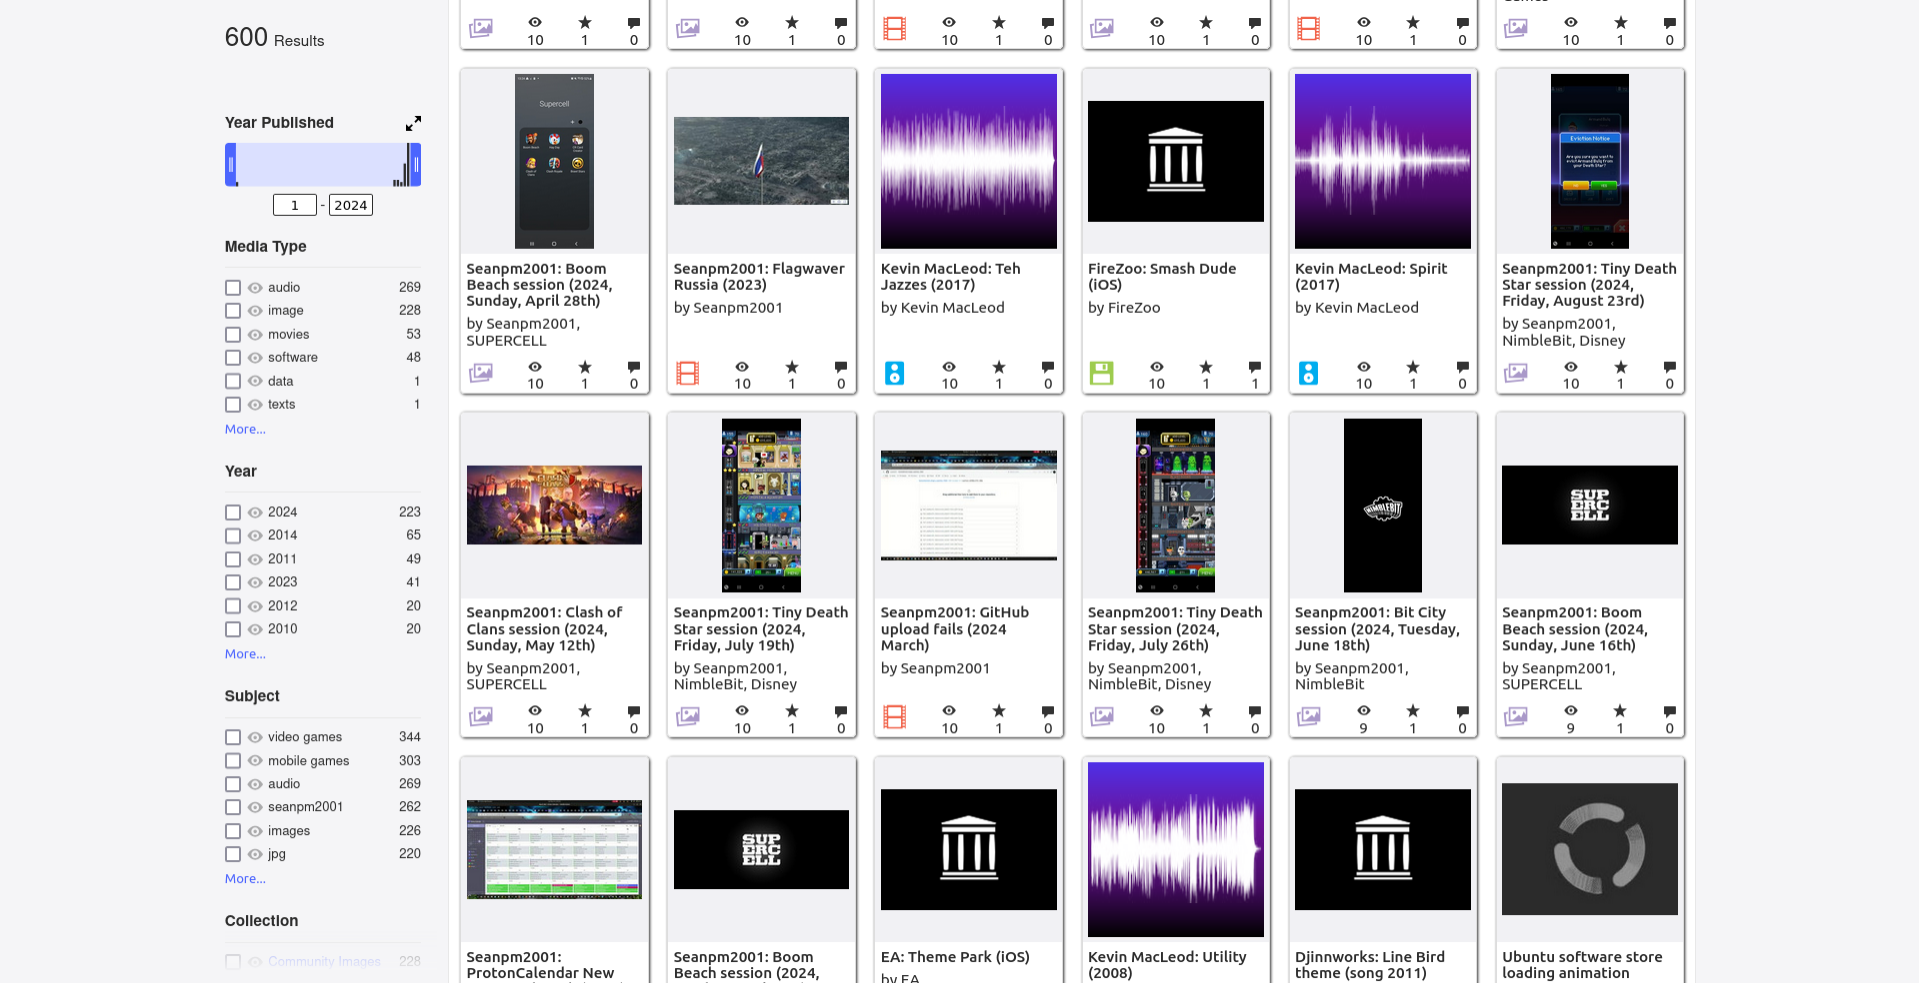 600 Results
Year Published
1 - 2024
Media Type
audio 269
image 228
movies 53
software 48
data 1
texts 1
More...
Year
2024 223
2014 65
2011 49
2023 41
2012 20
2010 20
More...
Subject
video games 344
mobile games 303
audio 269
seanpm2001 262
images 226
jpg 220
More...
Collection
Community Images 228
10 1 0
10 1 0
10 1 0
10 1 0
10 1 0
10 1 0
Supercell
Seanpm2001: Boom
Beach session (2024,
Sunday, April 28th)
by Seanpm2001,
SUPERCELL
10 1 0
Seanpm2001: Flagwaver
Russia (2023)
by Seanpm2001
10 1 0
Kevin MacLeod: Teh
Jazzes (2017)
by Kevin MacLeod
10 1 0
FireZoo: Smash Dude
(iOS)
by FireZoo
10 1 1
Kevin MacLeod: Spirit
(2017)
by Kevin MacLeod
10 1 0
Eviction Notice
Seanpm2001: Tiny Death
Star session (2024,
Friday, August 23rd)
by Seanpm2001,
NimbleBit, Disney
10 1 0
Seanpm2001: Clash of
Clans session (2024,
Sunday, May 12th)
by Seanpm2001,
SUPERCELL
10 1 0
Seanpm2001: Tiny Death
Star session (2024,
Friday, July 19th)
by Seanpm2001,
NimbleBit, Disney
10 1 0
Seanpm2001: GitHub
upload fails (2024
March)
by Seanpm2001
10 1 0
Seanpm2001: Tiny Death
Star session (2024,
Friday, July 26th)
by Seanpm2001,
NimbleBit, Disney
10 1 0
NIMBLEBIT
Seanpm2001: Bit City
session (2024, Tuesday,
June 18th)
by Seanpm2001,
NimbleBit
9 1 0
SUP
ERC
ELL
Seanpm2001: Boom
Beach session (2024,
Sunday, June 16th)
by Seanpm2001,
SUPERCELL
9 1 0
Seanpm2001:
ProtonCalendar New
SUP
ERC
ELL
Seanpm2001: Boom
Beach session (2024,
EA: Theme Park (iOS)
by EA
Kevin MacLeod: Utility
(2008)
Djinnworks: Line Bird
theme (song 2011)
Ubuntu software store
loading animation